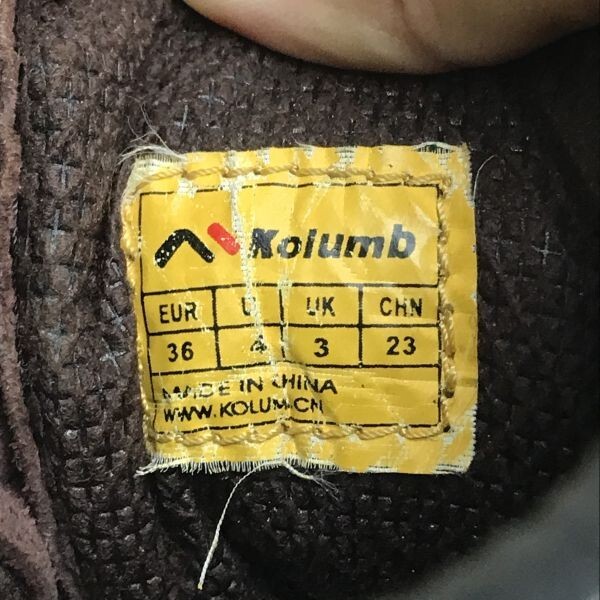 Kolumb
EUR U UK CHN
36 4 3 23
MADE IN CHINA
WWW.KOLUM.CN